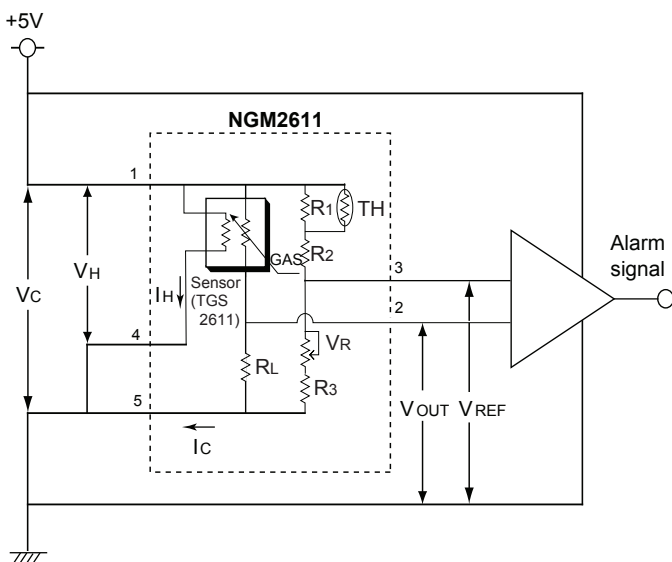 +5V
NGM2611
1
R1
TH
GAS
R2
3
Alarm
signal
VH
VC
IH
Sensor
(TGS
2611)
2
4
VR
RL
R3
5
VOUT
VREF
IC